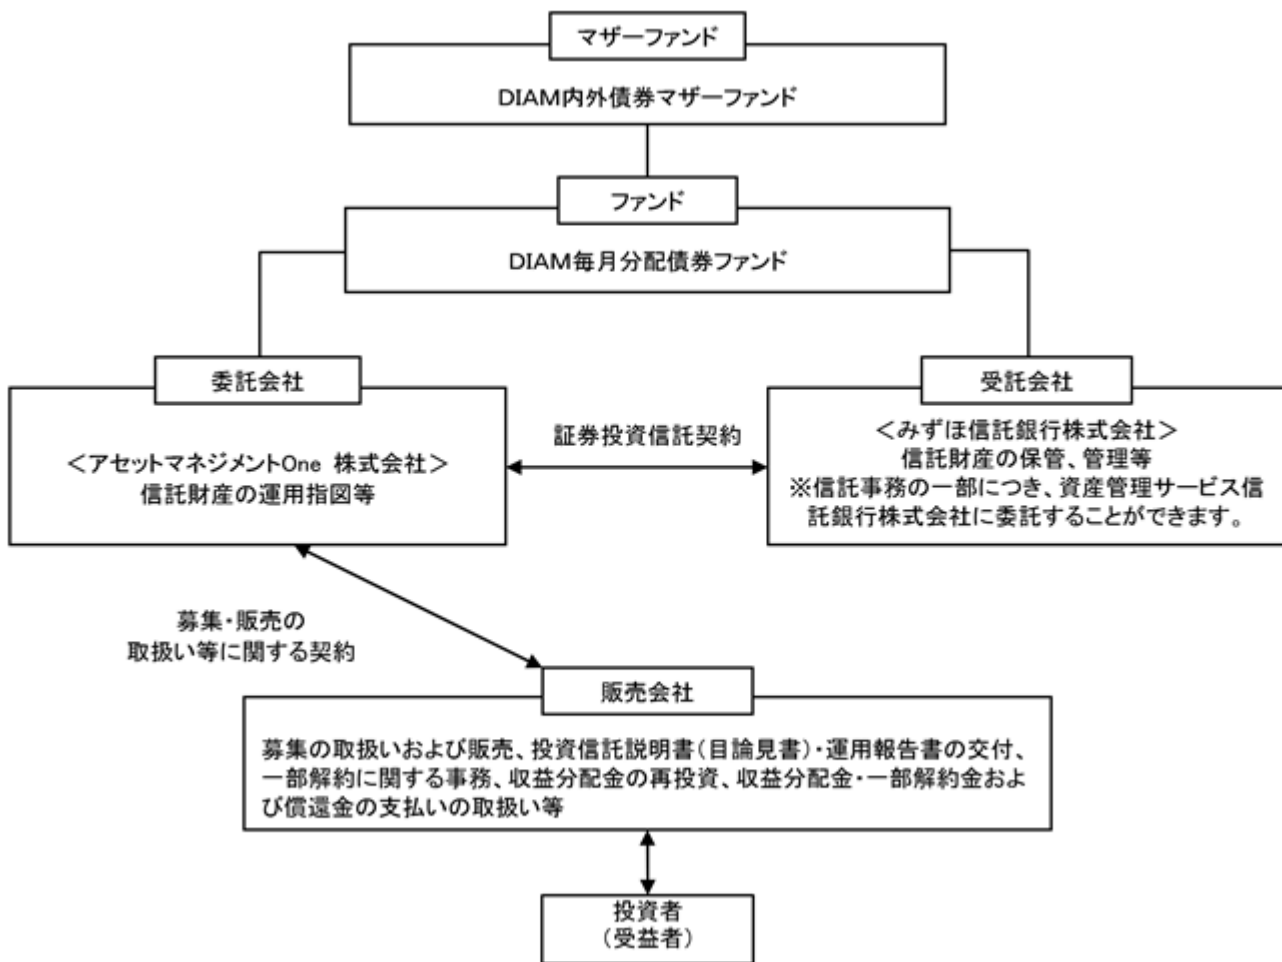 マザーファンド
DIAM内外債券マザーファンド
ファンド
DIAM毎月分配債券ファンド
委託会社
＜アセットマネジメントOne 株式会社＞
信託財産の運用指図等
証券投資信託契約
受託会社
＜みずほ信託銀行株式会社＞
信託財産の保管、管理等
※信託事務の一部につき、資産管理サービス信
託銀行株式会社に委託することができます。
募集・販売の
取扱い等に関する契約
販売会社
募集の取扱いおよび販売、投資信託説明書（目論見書）・運用報告書の交付、
一部解約に関する事務、収益分配金の再投資、収益分配金・一部解約金およ
び償還金の支払いの取扱い等
投資者
（受益者）